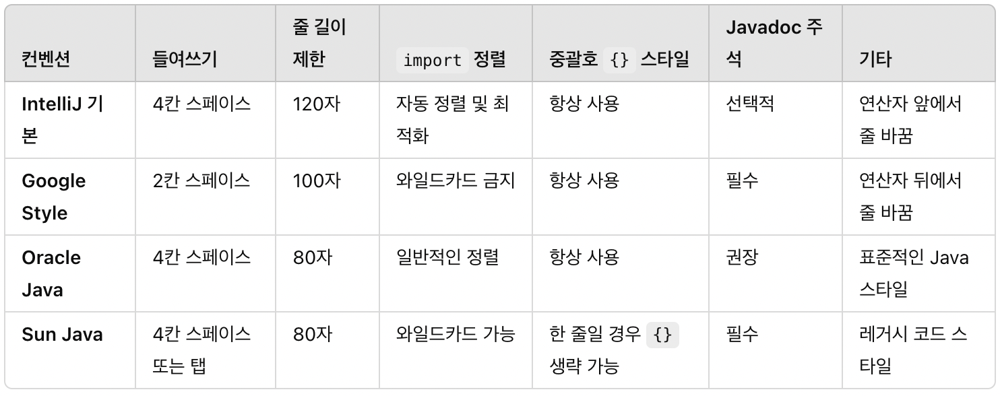 컨벤션 들여쓰기 줄 길이 제한 import 정렬 중괄호 {} 스타일 Javadoc 주석 기타
IntelliJ 기본 4칸 스페이스 120자 자동 정렬 및 최적화 항상 사용 선택적 연산자 앞에서 줄 바꿈
Google Style 2칸 스페이스 100자 와일드카드 금지 항상 사용 필수 연산자 뒤에서 줄 바꿈
Oracle Java 4칸 스페이스 80자 일반적인 정렬 항상 사용 권장 표준적인 Java 스타일
Sun Java 4칸 스페이스 또는 탭 80자 와일드카드 가능 한 줄일 경우 {} 생략 가능 필수 레거시 코드 스타일